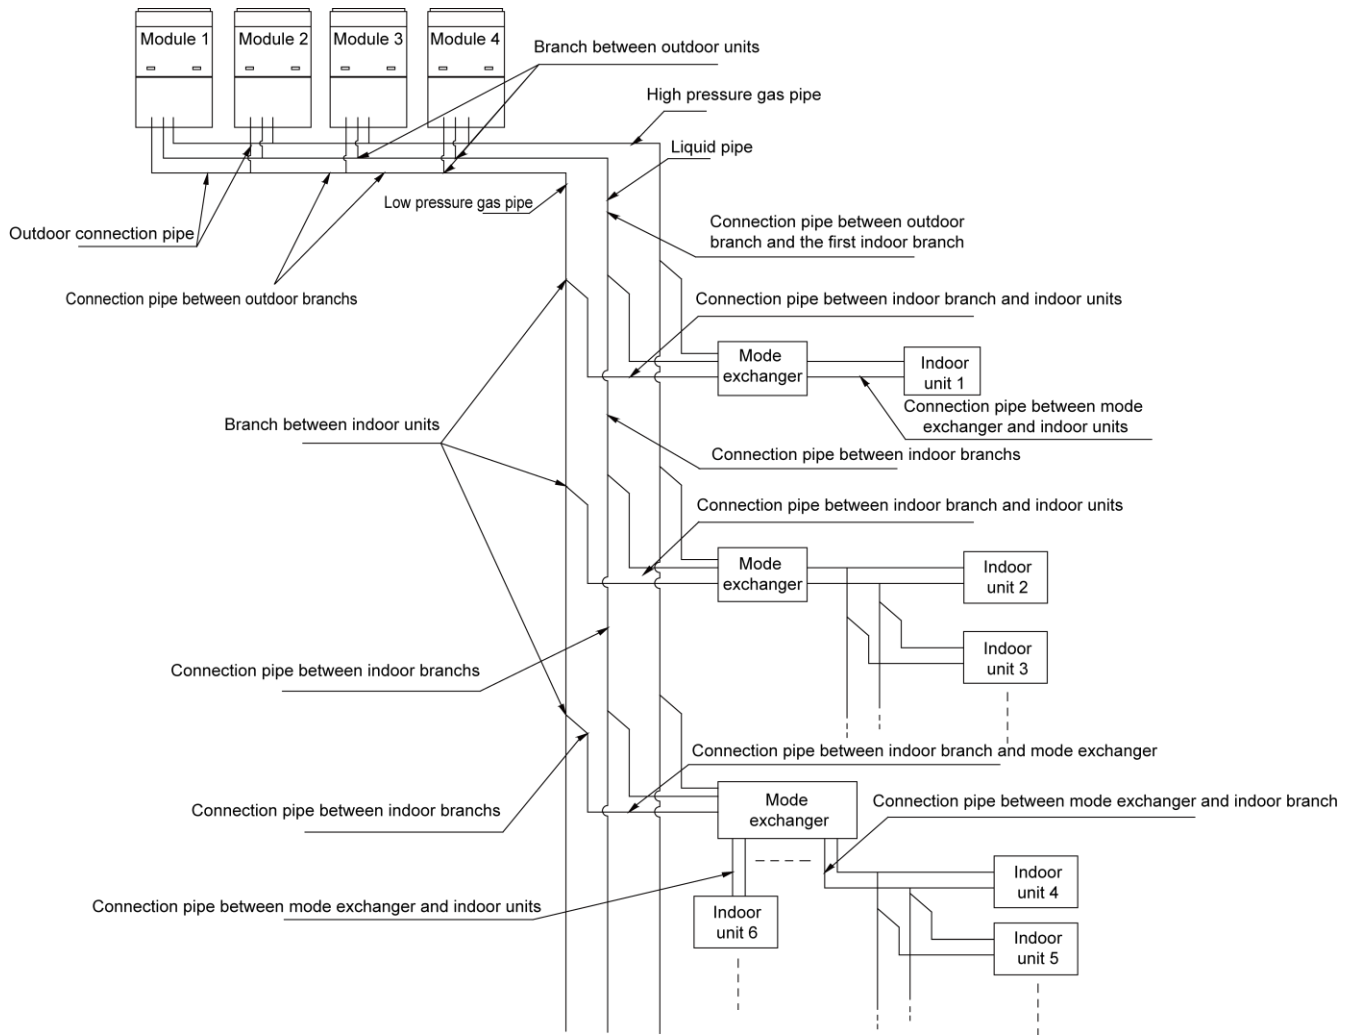 Module 1
Module 2
Module 3
Module 4
Branch between outdoor units
High pressure gas pipe
Liquid pipe
Low pressure gas pipe
Outdoor connection pipe
Connection pipe between outdoor
branch and the first indoor branch
Connection pipe between outdoor branchs
Connection pipe between indoor branch and indoor units
Mode
exchanger
Indoor
unit 1
Connection pipe between mode
exchanger and indoor units
Branch between indoor units
Connection pipe between indoor branchs
Connection pipe between indoor branch and indoor units
Mode
exchanger
Indoor
unit 2
Indoor
unit 3
Connection pipe between indoor branchs
Connection pipe between indoor branch and mode exchanger
Connection pipe between indoor branchs
Mode
exchanger
Connection pipe between mode exchanger and indoor branch
Indoor
unit 4
Connection pipe between mode exchanger and indoor units
Indoor
unit 6
Indoor
unit 5